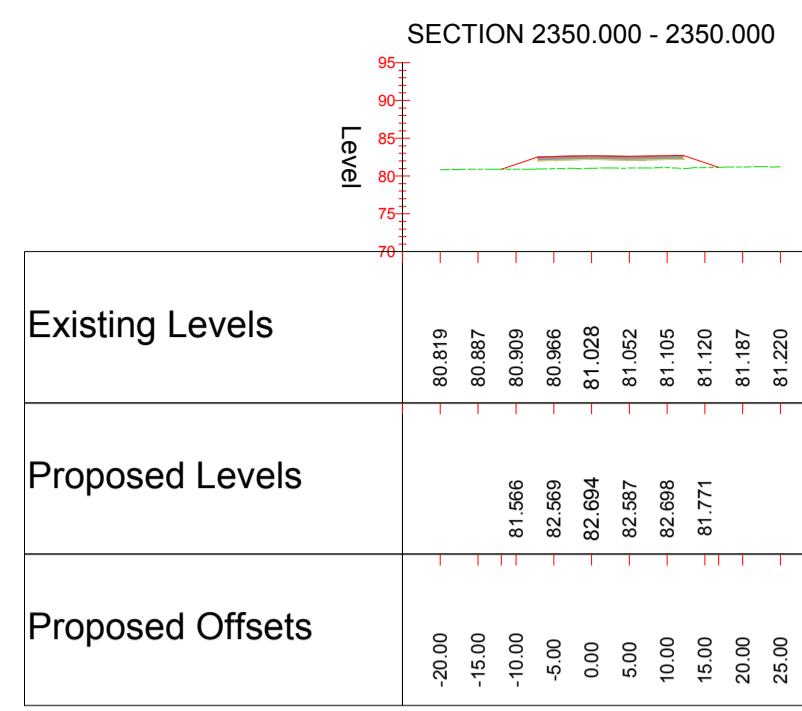 SECTION 2350.000 - 2350.000
95
90
85
80
75
70
Level
Existing Levels
80.819 80.887 80.909 80.966 81.028 81.052 81.105 81.120 81.187 81.220
Proposed Levels
81.566 82.569 82.694 82.587 82.698 81.771
Proposed Offsets
-20.00 -15.00 -10.00 -5.00 0.00 5.00 10.00 15.00 20.00 25.00